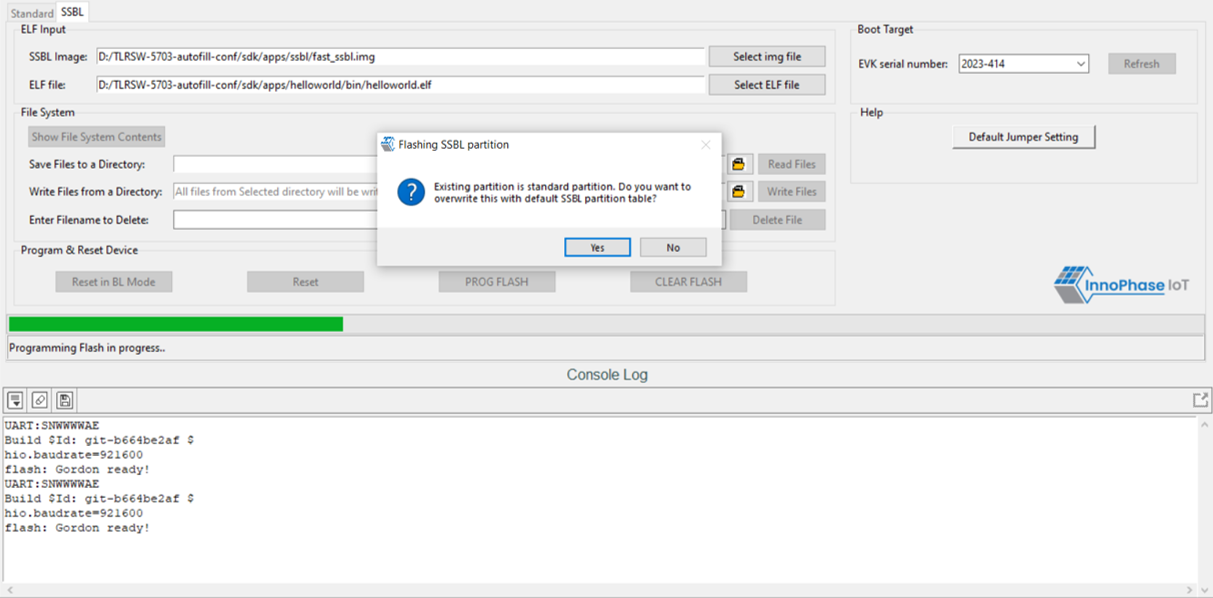 Standard SSBL
ELF Input
SSBL Image: D:/TLRSW-5703-autofill-conf/sdk/apps/ssbl/fast_ssbl.img Select img file
ELF file: D:/TLRSW-5703-autofill-conf/sdk/apps/helloworld/bin/helloworld.elf Select ELF file
Boot Target
EVK serial number: 2023-414 Refresh
File System
Show File System Contents
Save Files to a Directory: Read Files
Write Files from a Directory: All files from Selected directory will be Write Files
Enter Filename to Delete: Delete File
Help
Default Jumper Setting
Flashing SSBL partition
Existing partition is standard partition. Do you want to
overwrite this with default SSBL partition table?
Yes No
Program & Reset Device
Reset in BL Mode Reset PROG FLASH CLEAR FLASH
InnoPhase IoT
Programming Flash in progress..
Console Log
UART:SNWWWWAE
Build $Id: git-b664be2af $
hio.baudrate=921600
flash: Gordon ready!
UART:SNWWWWAE
Build $Id: git-b664be2af $
hio.baudrate=921600
flash: Gordon ready!